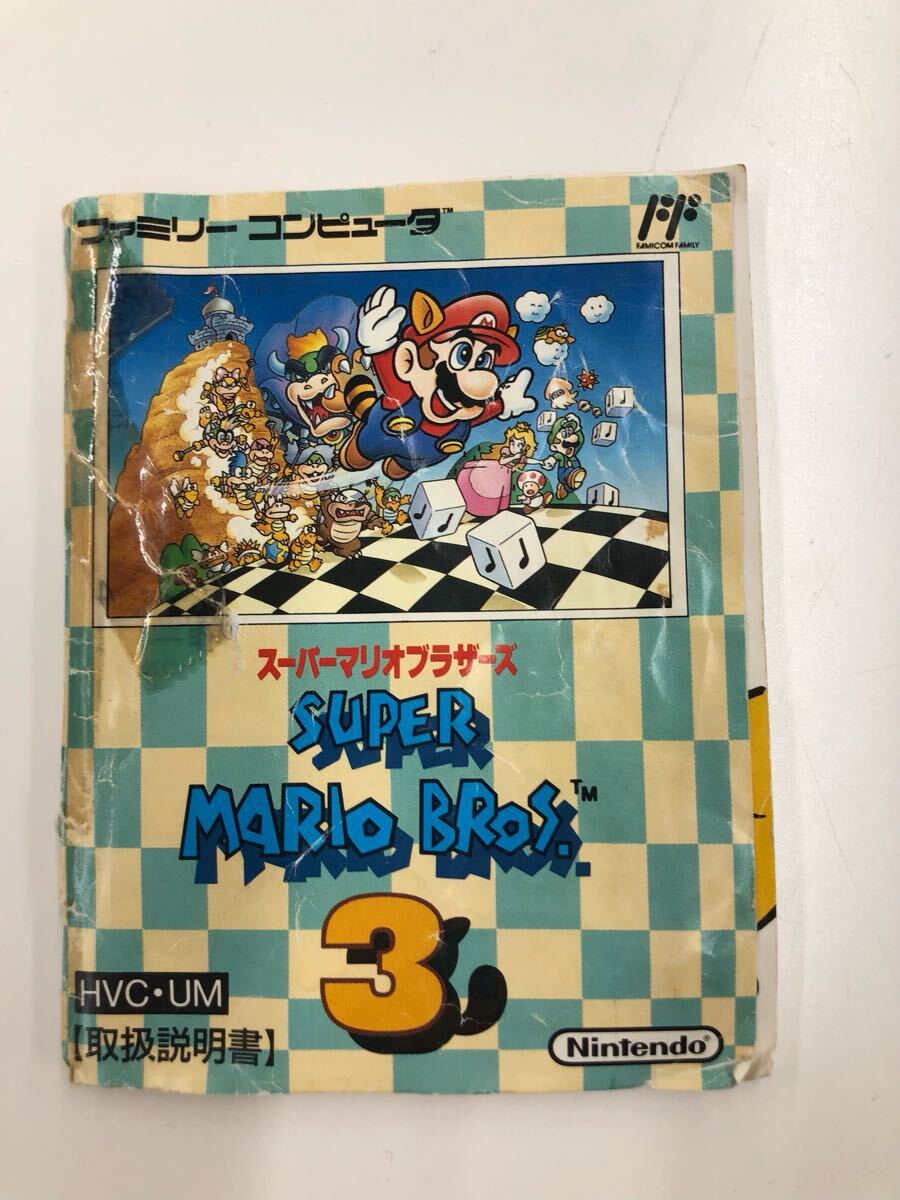 ファミリー コンピュータ™
FAMICOM FAMILY
M
スーパーマリオブラザーズ
SUPER
MARIO BROS.™
3
HVC・UM
【取扱説明書】
Nintendo®